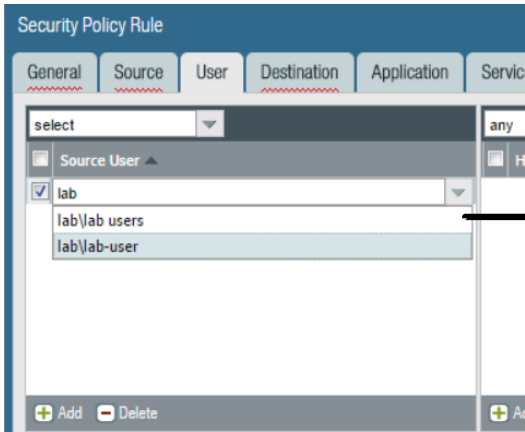 Security Policy Rule
General Source User Destination Application Servic
select any
Source User H
lab
lab\lab users
lab\lab-user
Add Delete Ad